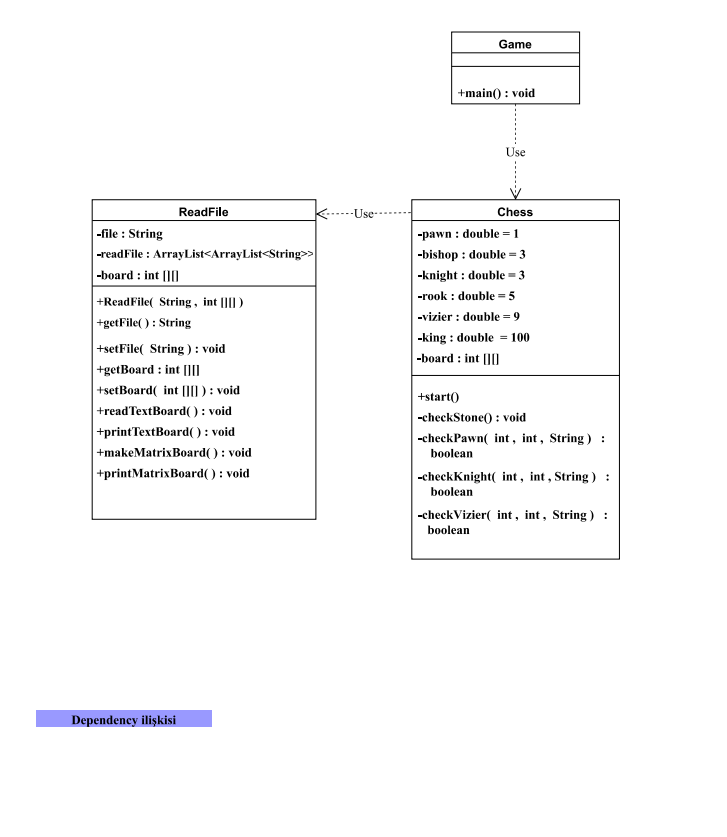 Game
+main() : void
Use
ReadFile
-file : String
-readFile : ArrayList<ArrayList<String>>
-board : int [][]
+ReadFile( String , int [][] )
+getFile( ) : String
+setFile( String ) : void
+getBoard : int [][]
+setBoard( int [][] ) : void
+readTextBoard( ) : void
+printTextBoard( ) : void
+makeMatrixBoard( ) : void
+printMatrixBoard( ) : void
Use
Chess
-pawn : double = 1
-bishop : double = 3
-knight : double = 3
-rook : double = 5
-vizier : double = 9
-king : double = 100
-board : int [][]
+start()
-checkStone() : void
-checkPawn( int , int , String ) :
boolean
-checkKnight( int , int , String ) :
boolean
-checkVizier( int , int , String ) :
boolean
Dependency ilişkisi